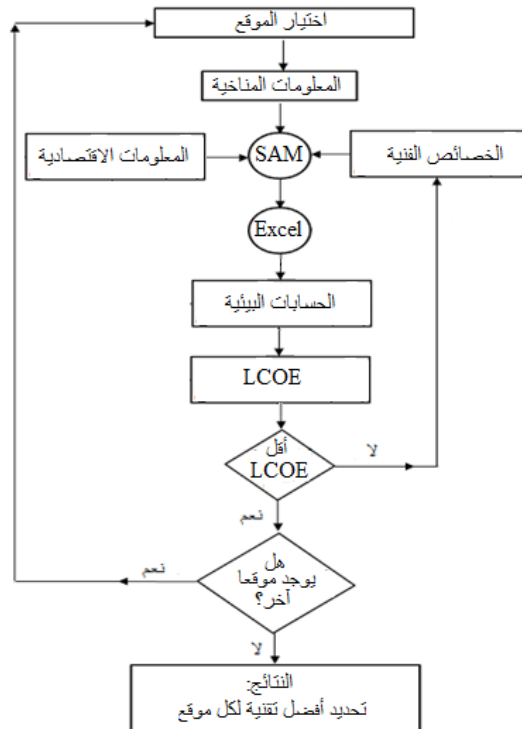 اختيار الموقع
المعلومات المناخية
الخصائص الفنية
SAM
المعلومات الاقتصادية
Excel
الحسابات البيئية
LCOE
أقل
LCOE
لا
نعم
هل
يوجد موقعا
آخر؟
نعم
لا
النتائج:
تحديد أفضل تقنية لكل موقع